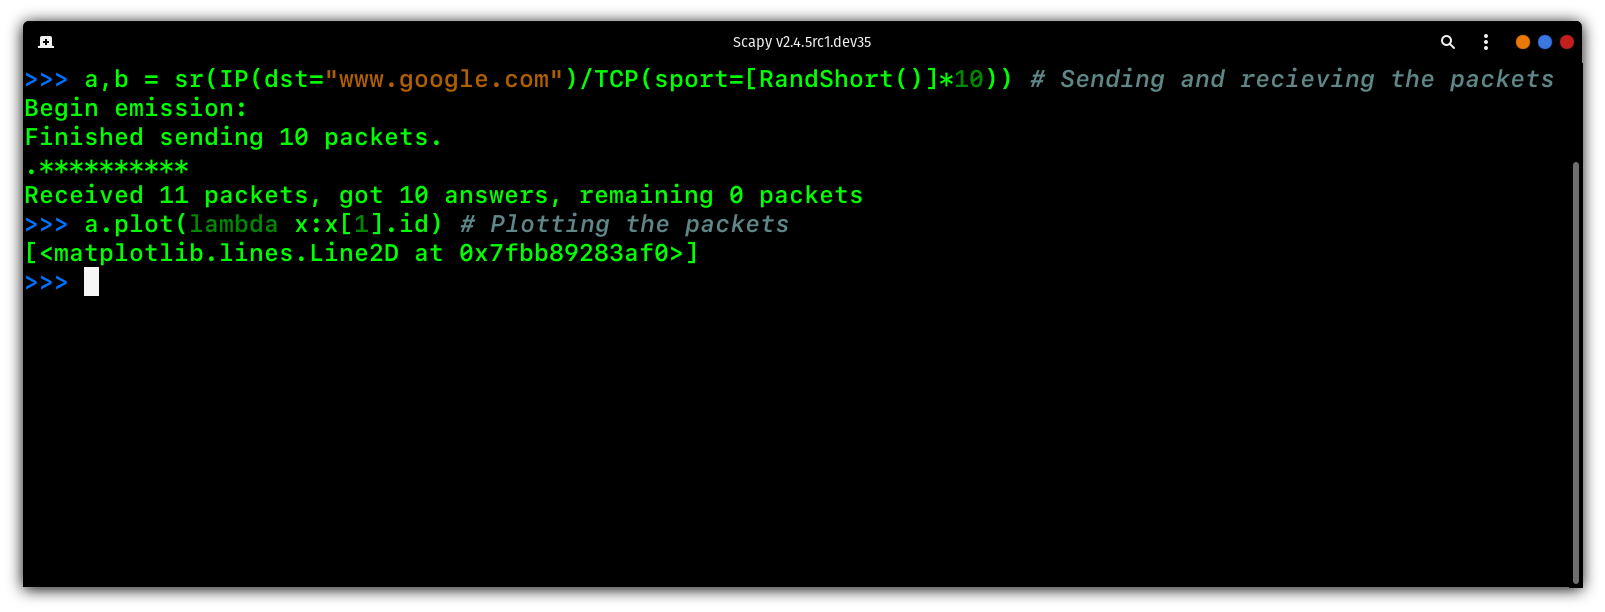 Scapy v2.4.5rc1.dev35
>>> a,b = sr(IP(dst="www.google.com")/TCP(sport=[RandShort()]*10)) # Sending and recieving the packets
Begin emission:
Finished sending 10 packets.
.**********
Received 11 packets, got 10 answers, remaining 0 packets
>>> a.plot(lambda x:x[1].id) # Plotting the packets
[<matplotlib.lines.Line2D at 0x7fbb89283af0>]
>>>